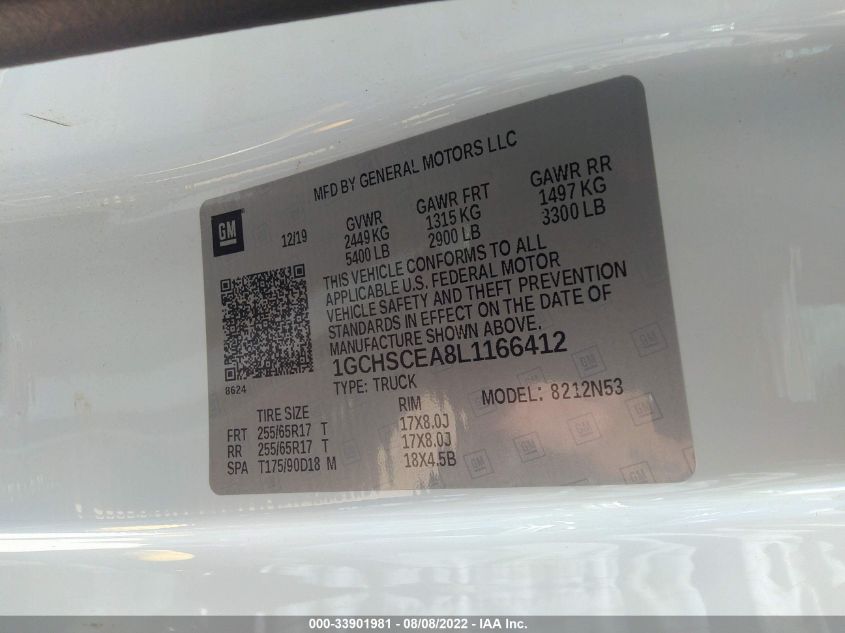 MFD BY GENERAL MOTORS LLC
GM
12/19
GVWR GAWR FRT GAWR RR
2449 KG 1315 KG 1497 KG
5400 LB 2900 LB 3300 LB
THIS VEHICLE CONFORMS TO ALL
APPLICABLE U.S. FEDERAL MOTOR
VEHICLE SAFETY AND THEFT PREVENTION
STANDARDS IN EFFECT ON THE DATE OF
MANUFACTURE SHOWN ABOVE.
1GCHSCEA8L1166412
8624
TYPE: TRUCK MODEL: 8212N53
TIRE SIZE RIM
FRT 255/65R17 T 17X8.0J
RR 255/65R17 T 17X8.0J
SPA T175/90D18 M 18X4.5B
000-33901981 - 08/08/2022 - IAA Inc.